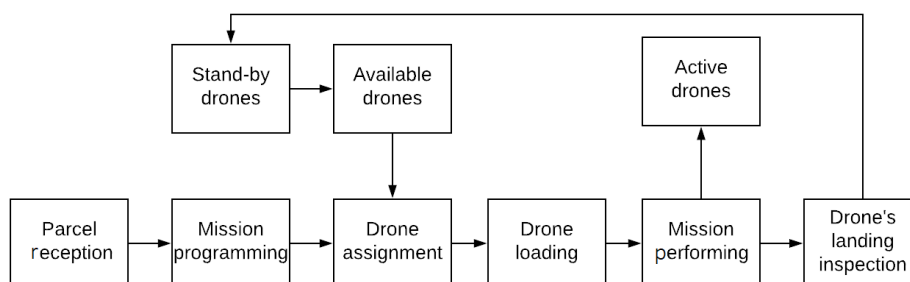 Stand-by
drones
Available
drones
Active
drones
Parcel
reception
Mission
programming
Drone
assignment
Drone
loading
Mission
performing
Drone's
landing
inspection